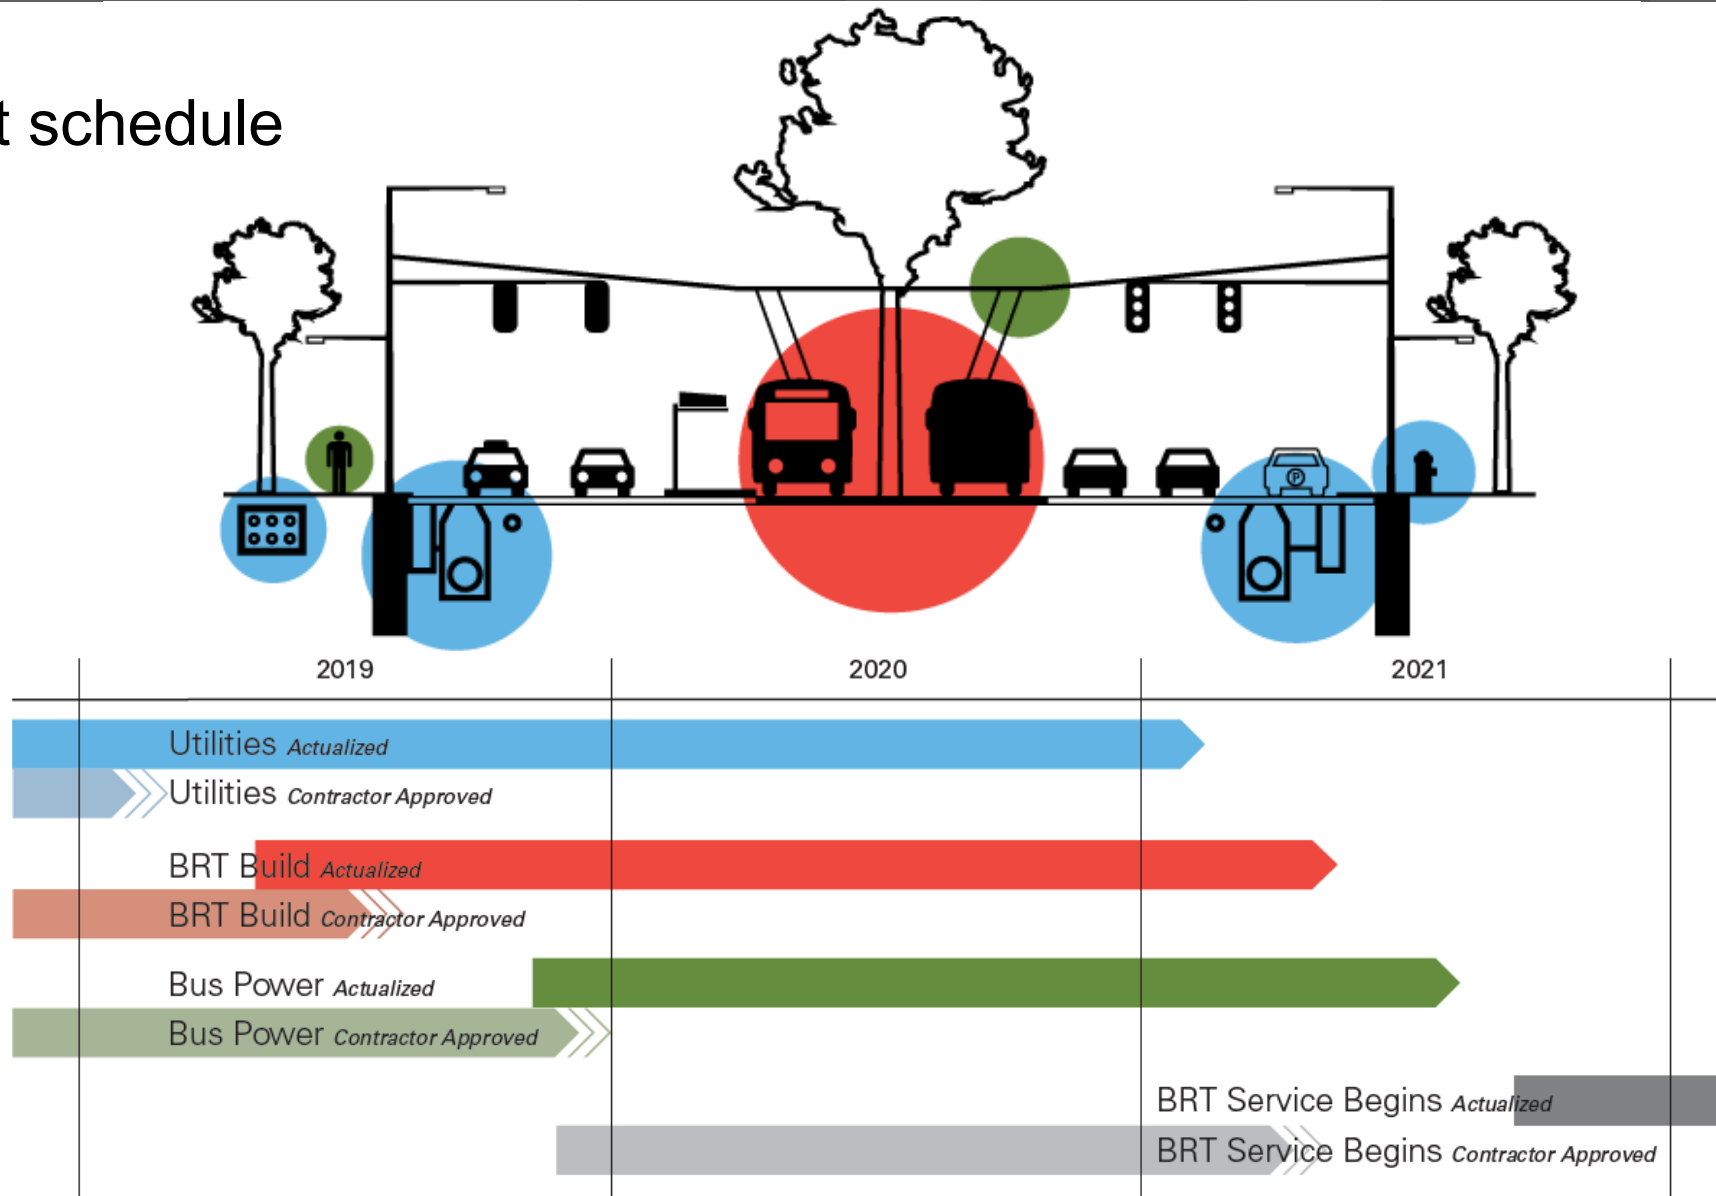 t schedule
P
2019 2020 2021
Utilities Actualized
Utilities Contractor Approved
BRT Build Actualized
BRT Build Contractor Approved
Bus Power Actualized
Bus Power Contractor Approved
BRT Service Begins Actualized
BRT Service Begins Contractor Approved